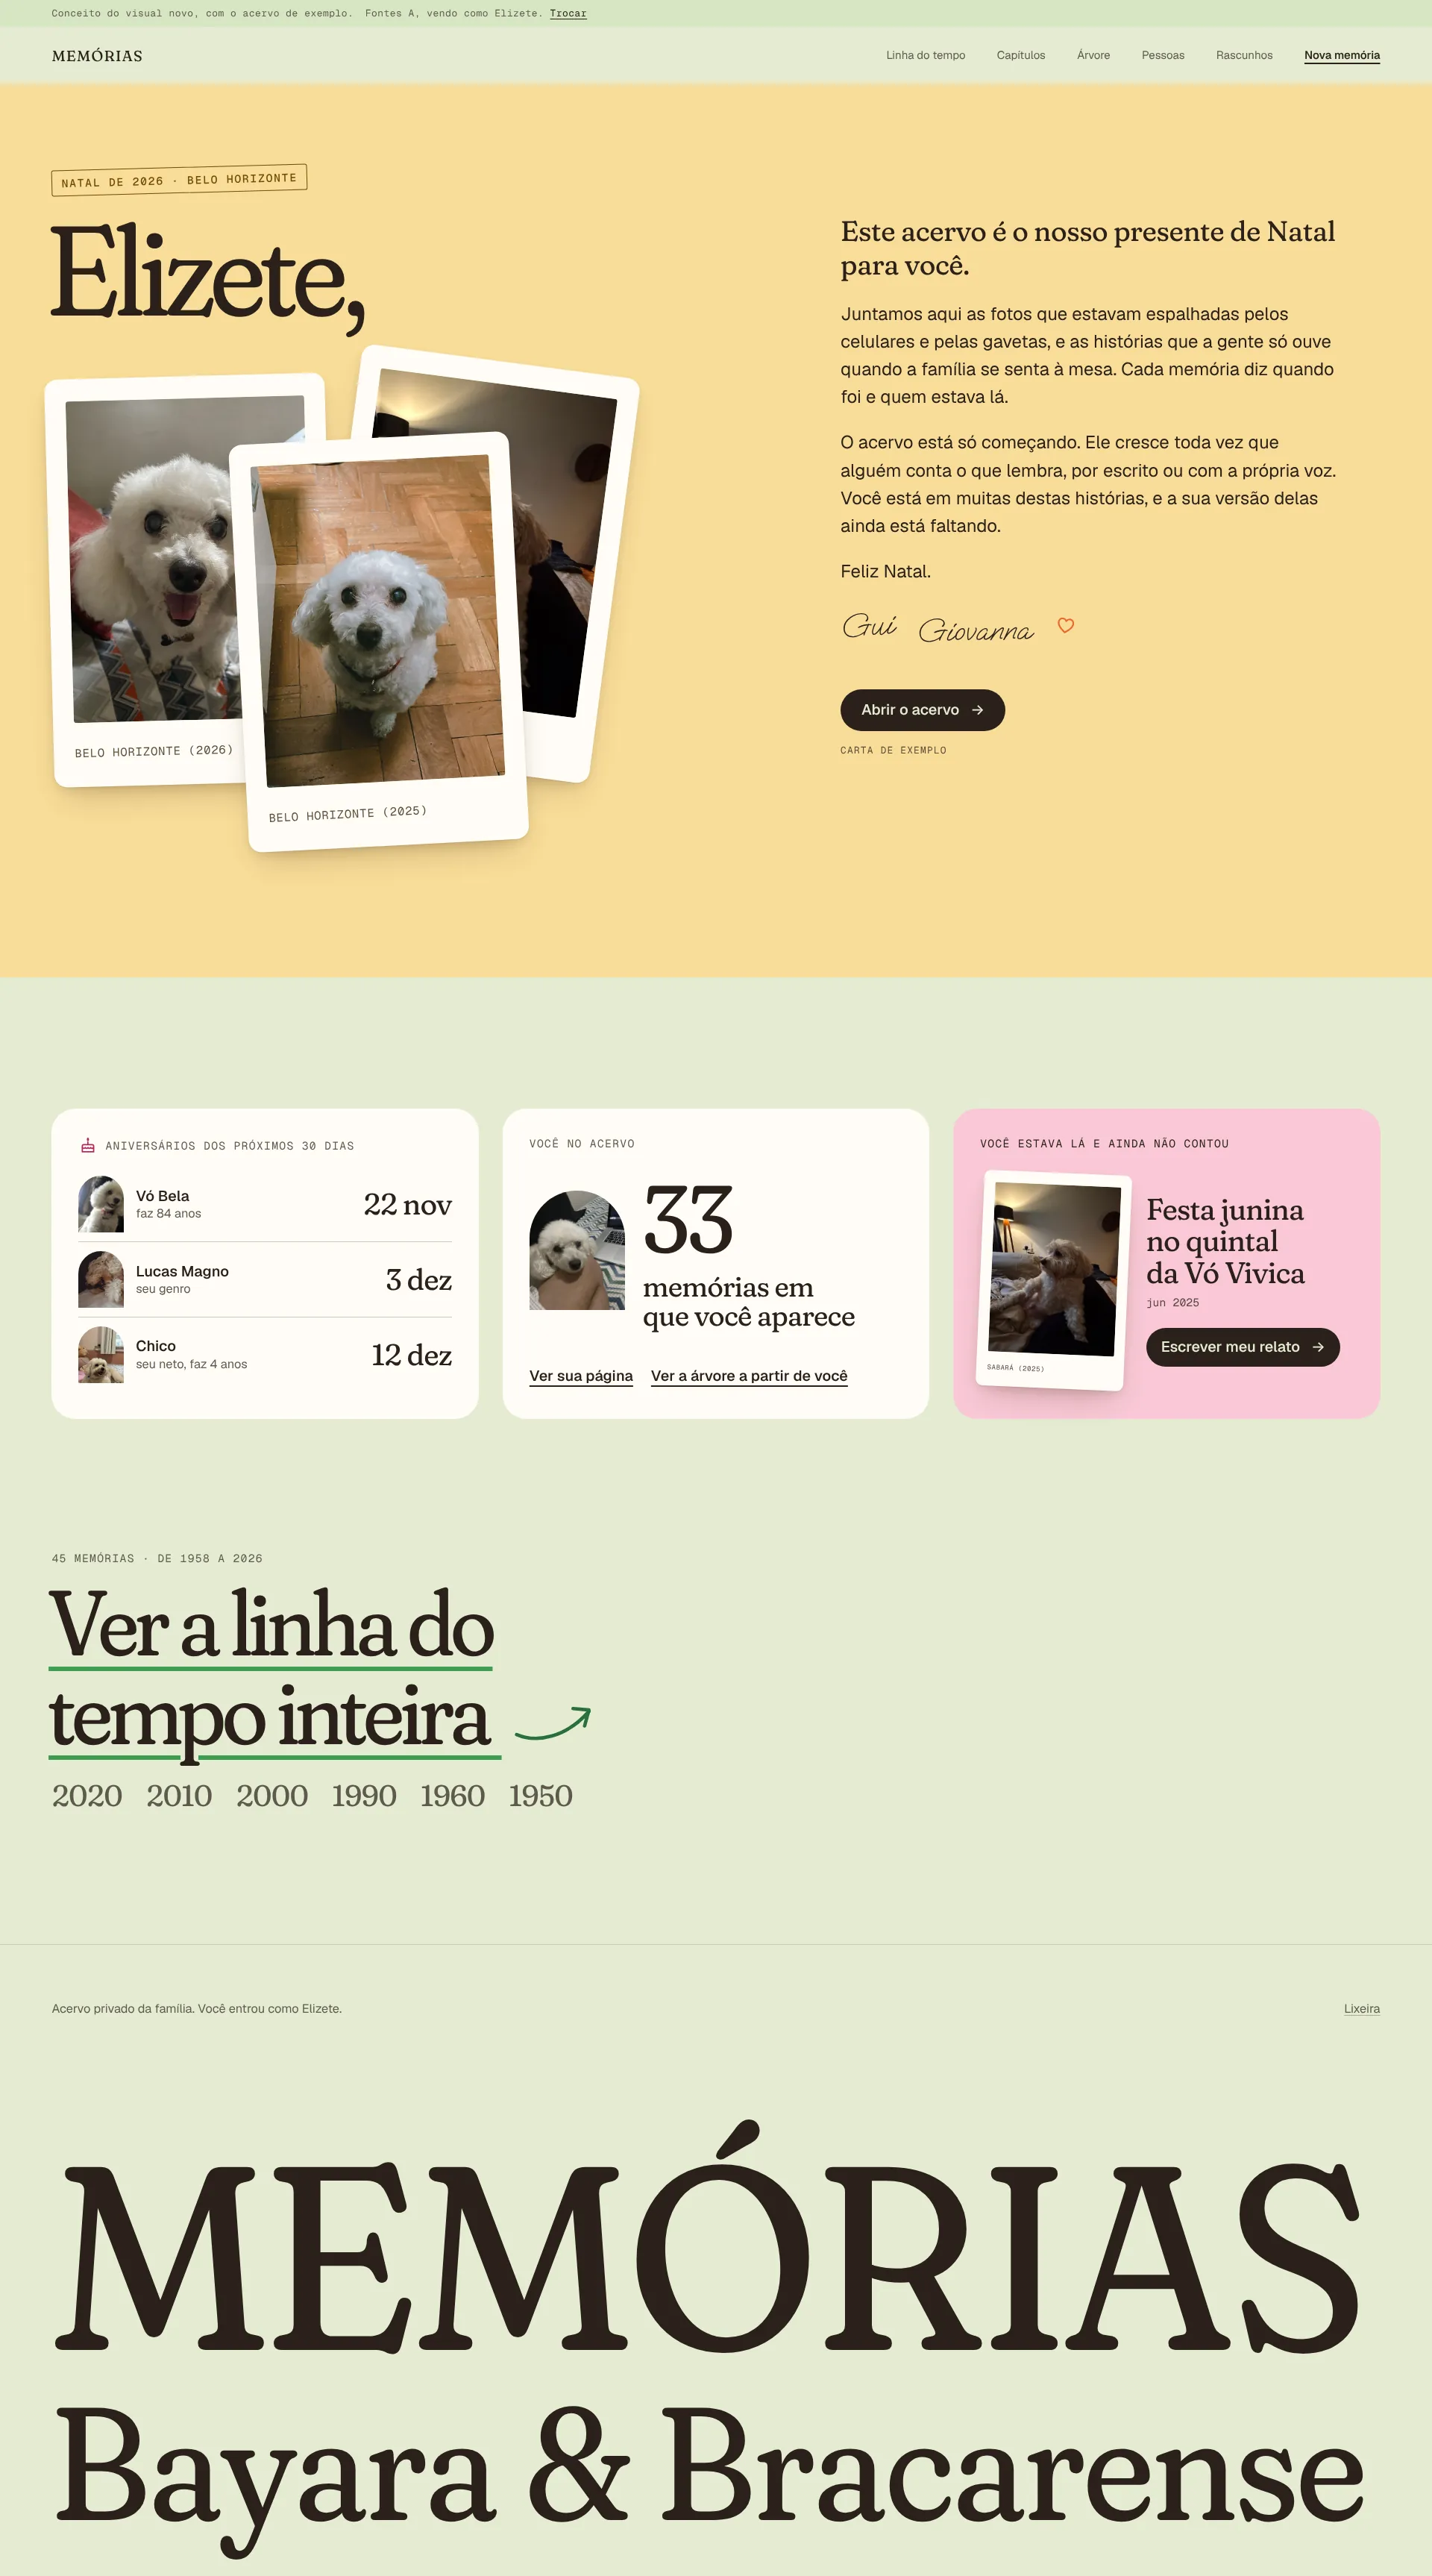 Conceito do visual novo, com o acervo de exemplo. Fontes A, vendo como Elizete. Trocar
MEMÓRIAS
Linha do tempo Capítulos Árvore Pessoas Rascunhos Nova memória
NATAL DE 2026 · BELO HORIZONTE
Elizete,
BELO HORIZONTE (2026)
BELO HORIZONTE (2025)
Este acervo é o nosso presente de Natal
para você.
Juntamos aqui as fotos que estavam espalhadas pelos
celulares e pelas gavetas, e as histórias que a gente só ouve
quando a família se senta à mesa. Cada memória diz quando
foi e quem estava lá.
O acervo está só começando. Ele cresce toda vez que
alguém conta o que lembra, por escrito ou com a própria voz.
Você está em muitas destas histórias, e a sua versão delas
ainda está faltando.
Feliz Natal.
Gui Giovanna
Abrir o acervo →
CARTA DE EXEMPLO
ANIVERSÁRIOS DOS PRÓXIMOS 30 DIAS
Vó Bela
faz 84 anos
22 nov
Lucas Magno
seu genro
3 dez
Chico
seu neto, faz 4 anos
12 dez
VOCÊ NO ACERVO
33
memórias em
que você aparece
Ver sua página Ver a árvore a partir de você
VOCÊ ESTAVA LÁ E AINDA NÃO CONTOU
SABARÁ (2025)
Festa junina
no quintal
da Vó Vivica
jun 2025
Escrever meu relato →
45 MEMÓRIAS · DE 1958 A 2026
Ver a linha do
tempo inteira
2020 2010 2000 1990 1960 1950
Acervo privado da família. Você entrou como Elizete.
Lixeira
MEMÓRIAS
Bayara & Bracarense